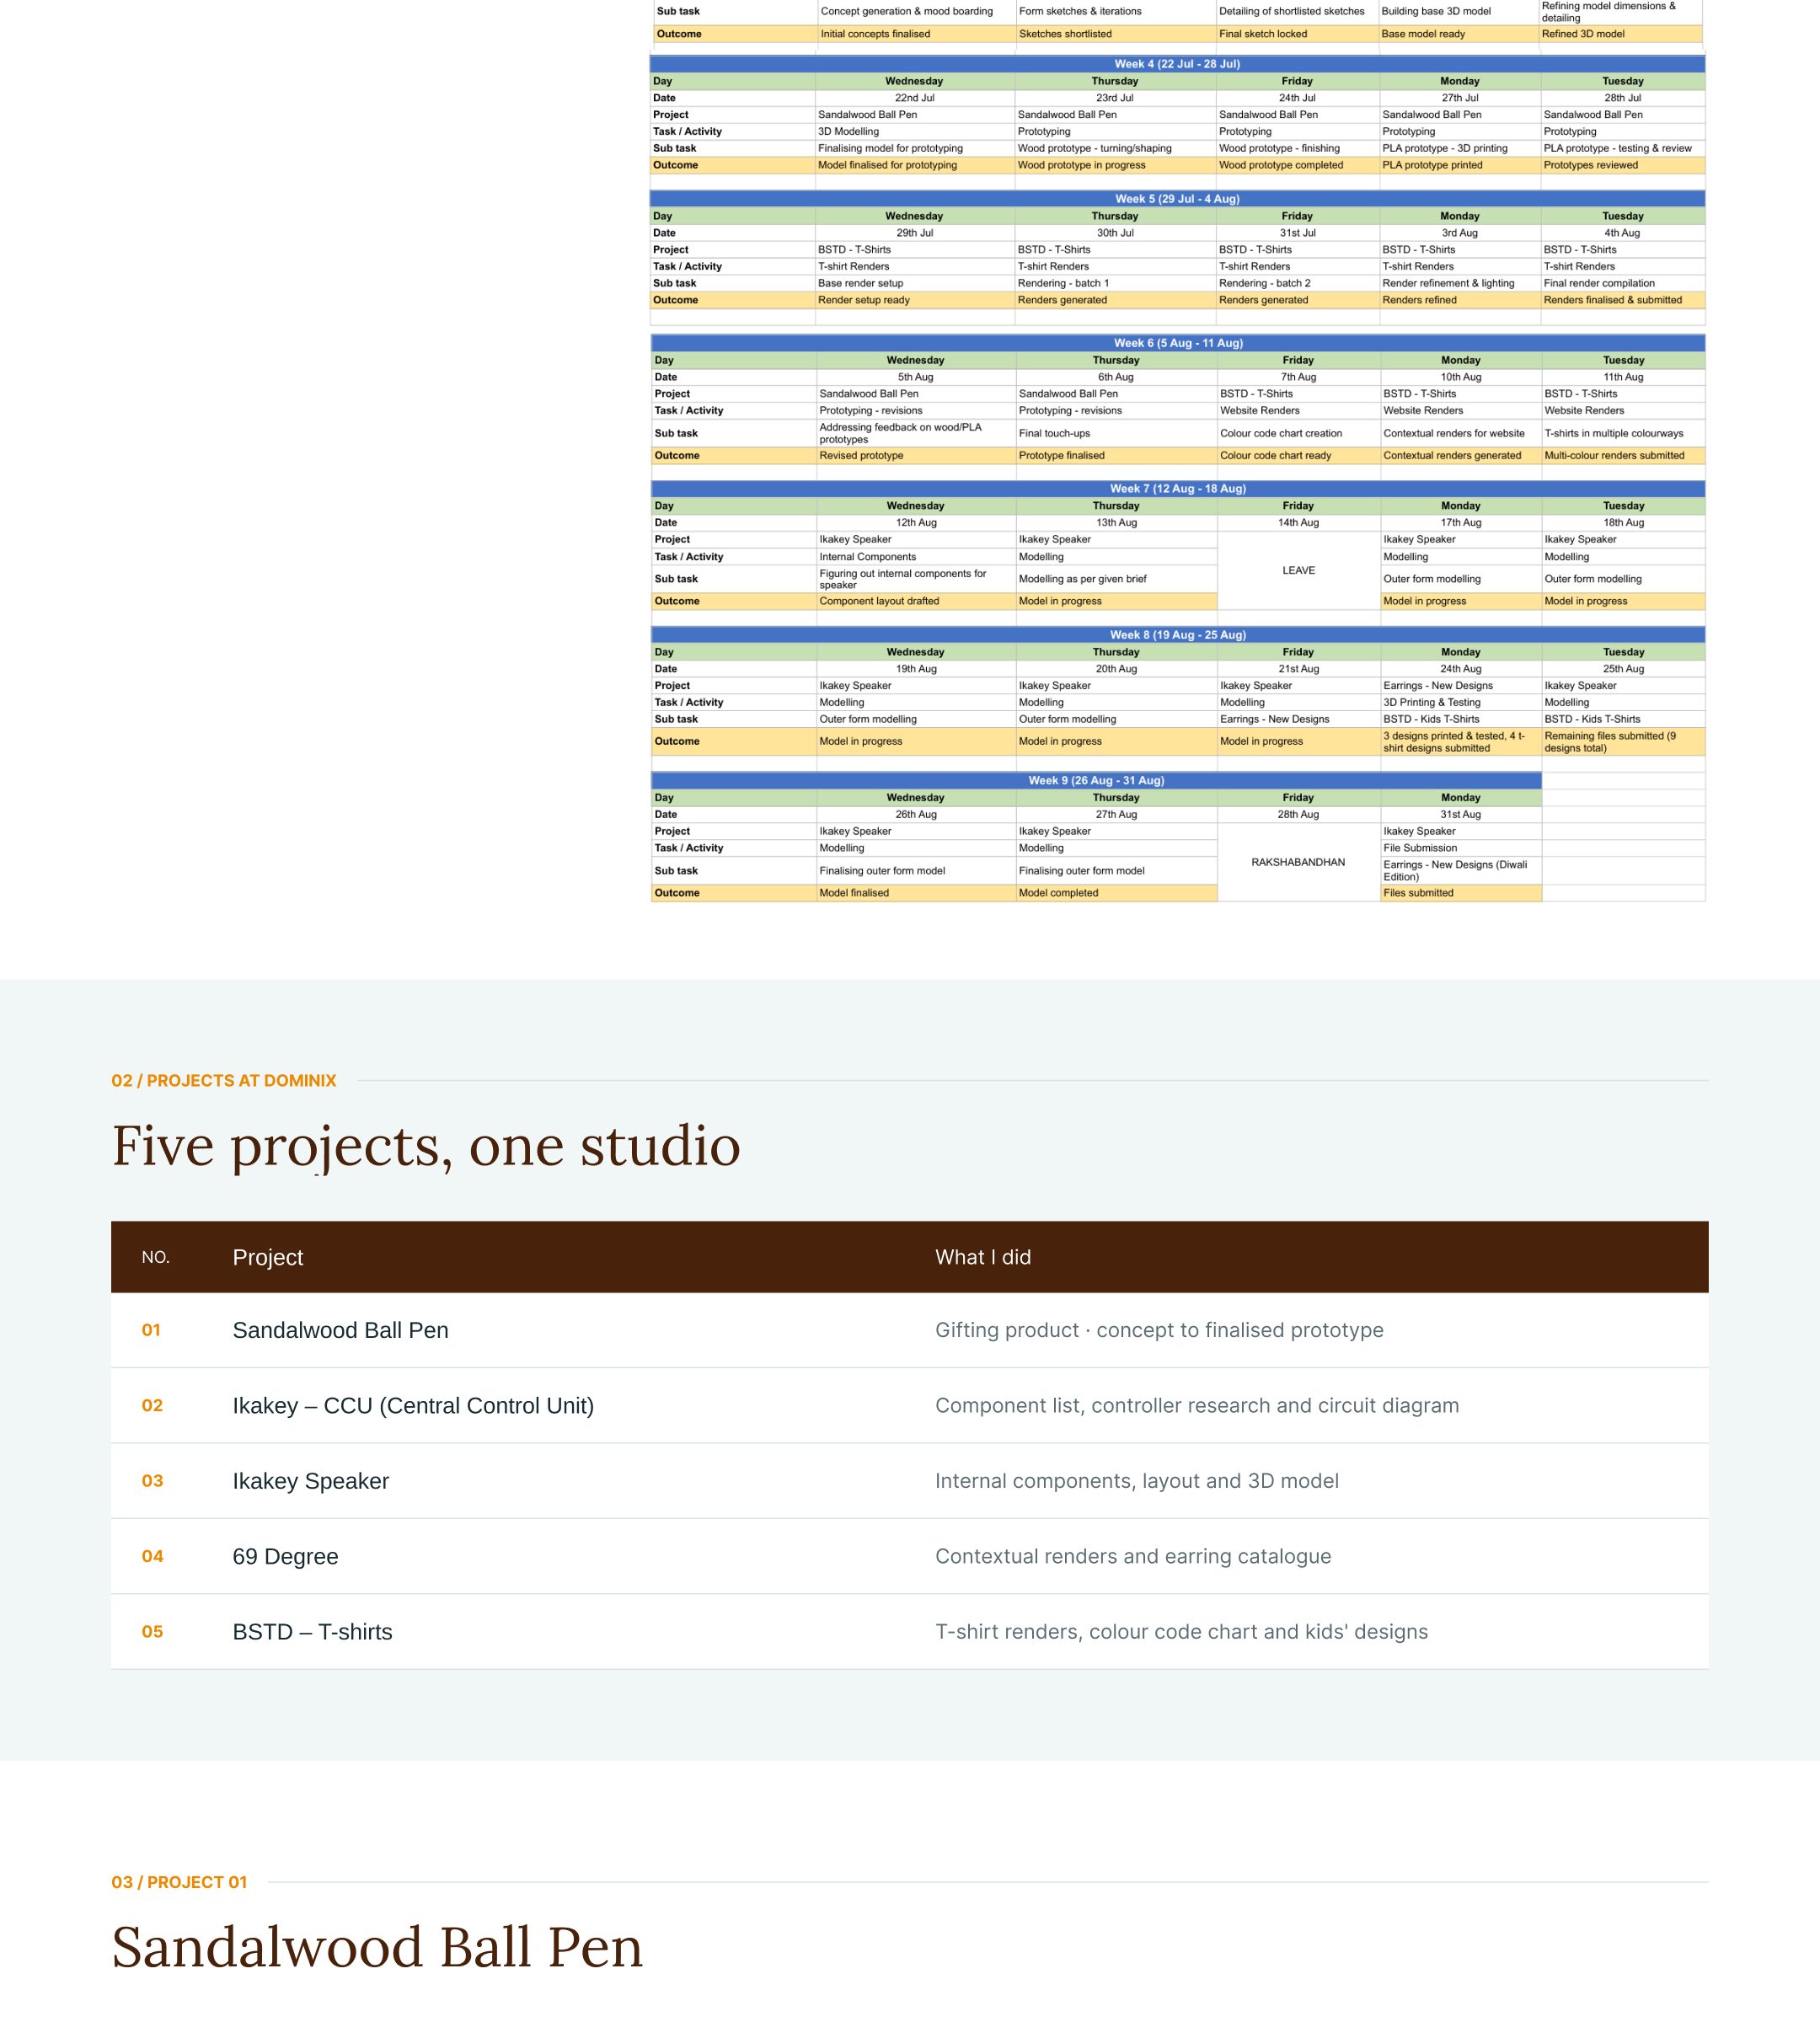 Sub task Concept generation & mood boarding Form sketches & iterations Detailing of shortlisted sketches Building base 3D model Refining model dimensions & detailing
Outcome Initial concepts finalised Sketches shortlisted Final sketch locked Base model ready Refined 3D model
Week 4 (22 Jul - 28 Jul)
Day Wednesday Thursday Friday Monday Tuesday
Date 22nd Jul 23rd Jul 24th Jul 27th Jul 28th Jul
Project Sandalwood Ball Pen Sandalwood Ball Pen Sandalwood Ball Pen Sandalwood Ball Pen Sandalwood Ball Pen
Task / Activity 3D Modelling Prototyping Prototyping Prototyping Prototyping
Sub task Finalising model for prototyping Wood prototype - turning/shaping Wood prototype - finishing PLA prototype - 3D printing PLA prototype - testing & review
Outcome Model finalised for prototyping Wood prototype in progress Wood prototype completed PLA prototype printed Prototypes reviewed
Week 5 (29 Jul - 4 Aug)
Day Wednesday Thursday Friday Monday Tuesday
Date 29th Jul 30th Jul 31st Jul 3rd Aug 4th Aug
Project BSTD - T-Shirts BSTD - T-Shirts BSTD - T-Shirts BSTD - T-Shirts BSTD - T-Shirts
Task / Activity T-shirt Renders T-shirt Renders T-shirt Renders T-shirt Renders T-shirt Renders
Sub task Base render setup Rendering - batch 1 Rendering - batch 2 Render refinement & lighting Final render compilation
Outcome Render setup ready Renders generated Renders generated Renders refined Renders finalised & submitted
Week 6 (5 Aug - 11 Aug)
Day Wednesday Thursday Friday Monday Tuesday
Date 5th Aug 6th Aug 7th Aug 10th Aug 11th Aug
Project Sandalwood Ball Pen Sandalwood Ball Pen BSTD - T-Shirts BSTD - T-Shirts BSTD - T-Shirts
Task / Activity Prototyping - revisions Prototyping - revisions Website Renders Website Renders Website Renders
Sub task Addressing feedback on wood/PLA prototypes Final touch-ups Colour code chart creation Contextual renders for website T-shirts in multiple colourways
Outcome Revised prototype Prototype finalised Colour code chart ready Contextual renders generated Multi-colour renders submitted
Week 7 (12 Aug - 18 Aug)
Day Wednesday Thursday Friday Monday Tuesday
Date 12th Aug 13th Aug 14th Aug 17th Aug 18th Aug
Project Ikakey Speaker Ikakey Speaker Ikakey Speaker Ikakey Speaker
Task / Activity Internal Components Modelling Modelling Modelling
LEAVE
Sub task Figuring out internal components for speaker Modelling as per given brief Outer form modelling Outer form modelling
Outcome Component layout drafted Model in progress Model in progress Model in progress
Week 8 (19 Aug - 25 Aug)
Day Wednesday Thursday Friday Monday Tuesday
Date 19th Aug 20th Aug 21st Aug 24th Aug 25th Aug
Project Ikakey Speaker Ikakey Speaker Ikakey Speaker Earrings - New Designs Ikakey Speaker
Task / Activity Modelling Modelling Modelling 3D Printing & Testing Modelling
Sub task Outer form modelling Outer form modelling Earrings - New Designs BSTD - Kids T-Shirts BSTD - Kids T-Shirts
Outcome Model in progress Model in progress Model in progress 3 designs printed & tested, 4 t-shirt designs submitted Remaining files submitted (9 designs total)
Week 9 (26 Aug - 31 Aug)
Day Wednesday Thursday Friday Monday
Date 26th Aug 27th Aug 28th Aug 31st Aug
Project Ikakey Speaker Ikakey Speaker Ikakey Speaker
Task / Activity Modelling Modelling File Submission
RAKSHABANDHAN
Sub task Finalising outer form model Finalising outer form model Earrings - New Designs (Diwali Edition)
Outcome Model finalised Model completed Files submitted
02 / PROJECTS AT DOMINIX
Five projects, one studio
NO. Project What I did
01 Sandalwood Ball Pen Gifting product · concept to finalised prototype
02 Ikakey – CCU (Central Control Unit) Component list, controller research and circuit diagram
03 Ikakey Speaker Internal components, layout and 3D model
04 69 Degree Contextual renders and earring catalogue
05 BSTD – T-shirts T-shirt renders, colour code chart and kids' designs
03 / PROJECT 01
Sandalwood Ball Pen